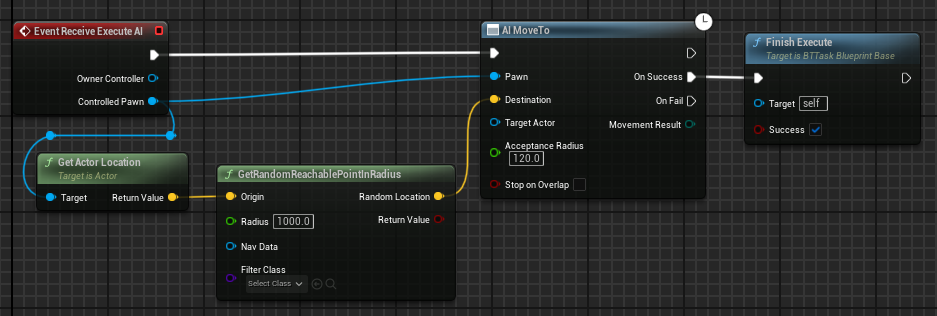 Event Receive Execute AI
Owner Controller
Controlled Pawn
Get Actor Location
Target is Actor
Target
Return Value
GetRandomReachablePointInRadius
Origin
Random Location
Radius 1000.0
Return Value
Nav Data
Filter Class
Select Class
AI MoveTo
Pawn
On Success
Destination
On Fail
Target Actor
Movement Result
Acceptance Radius
120.0
Stop on Overlap
Finish Execute
Target is BTTask Blueprint Base
Target self
Success